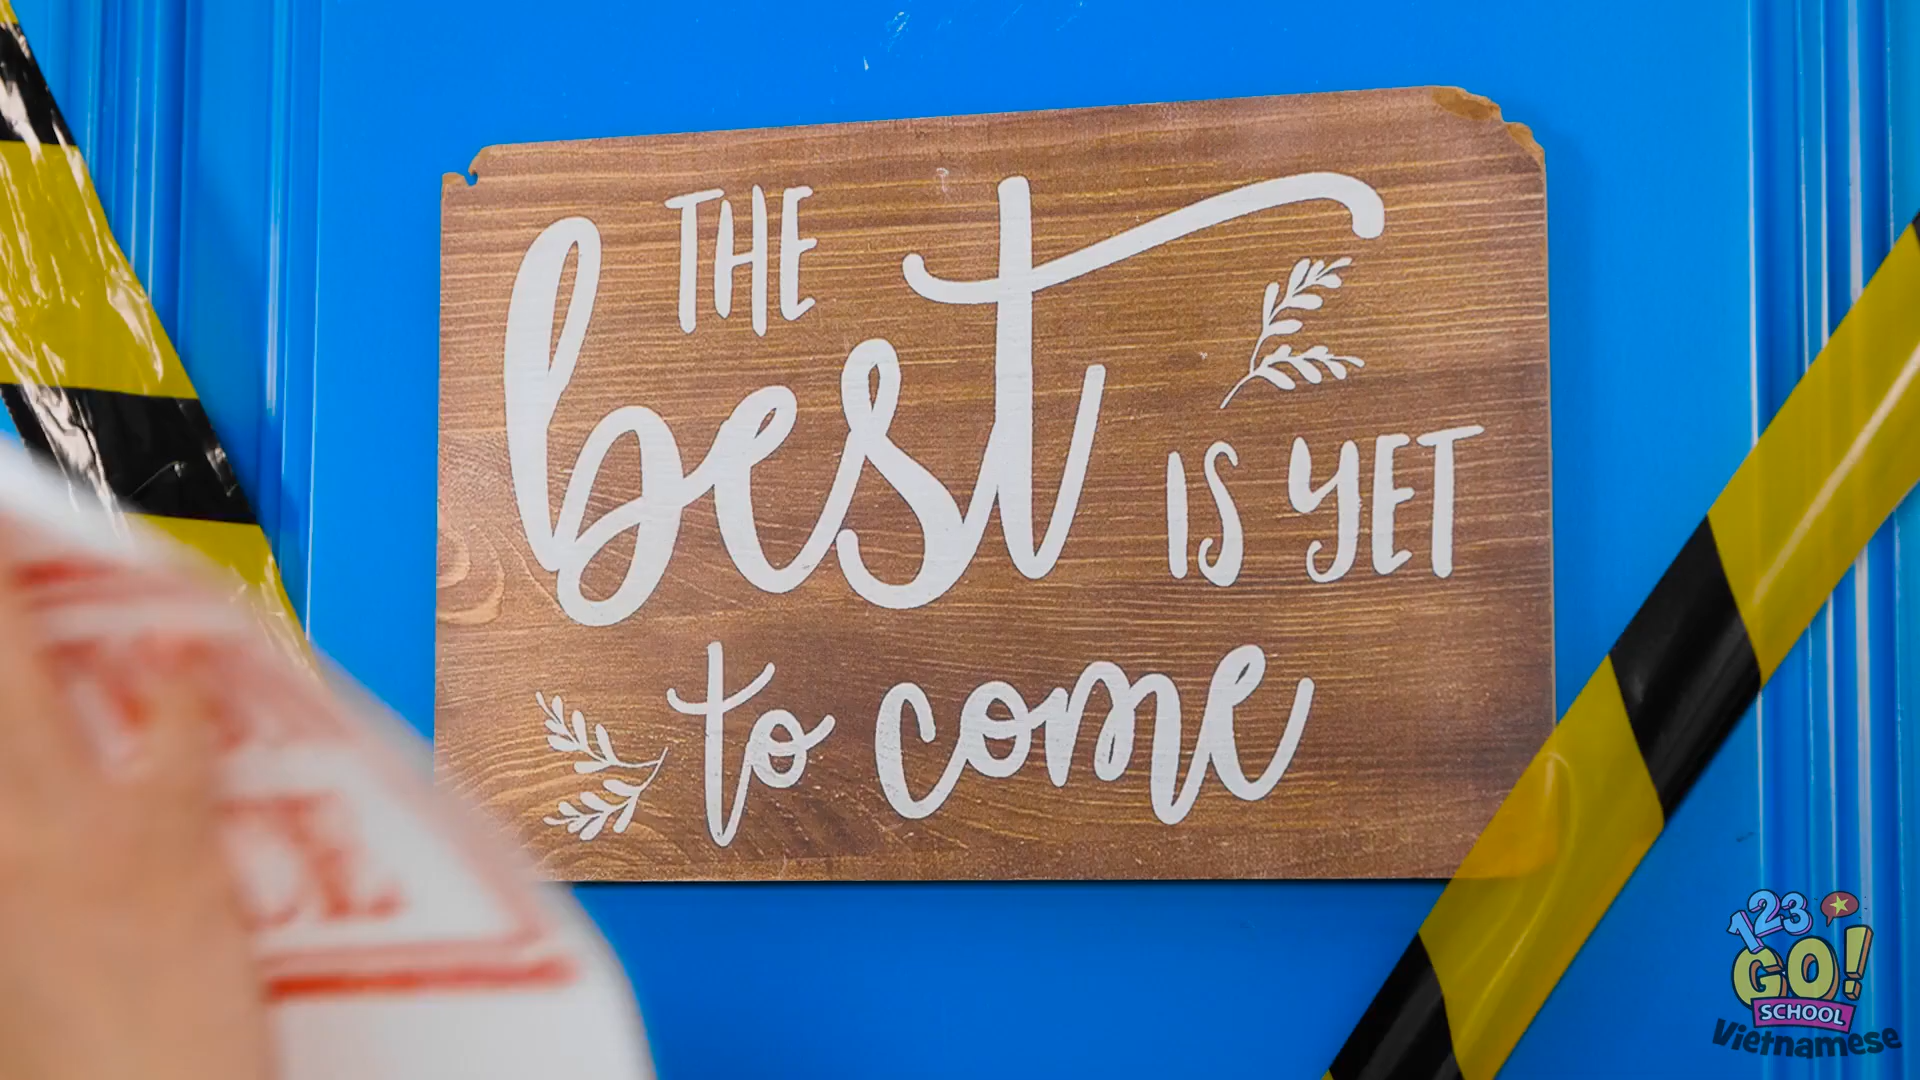 THE
best
IS YET
to come
123
GO!
SCHOOL
Vietnamese